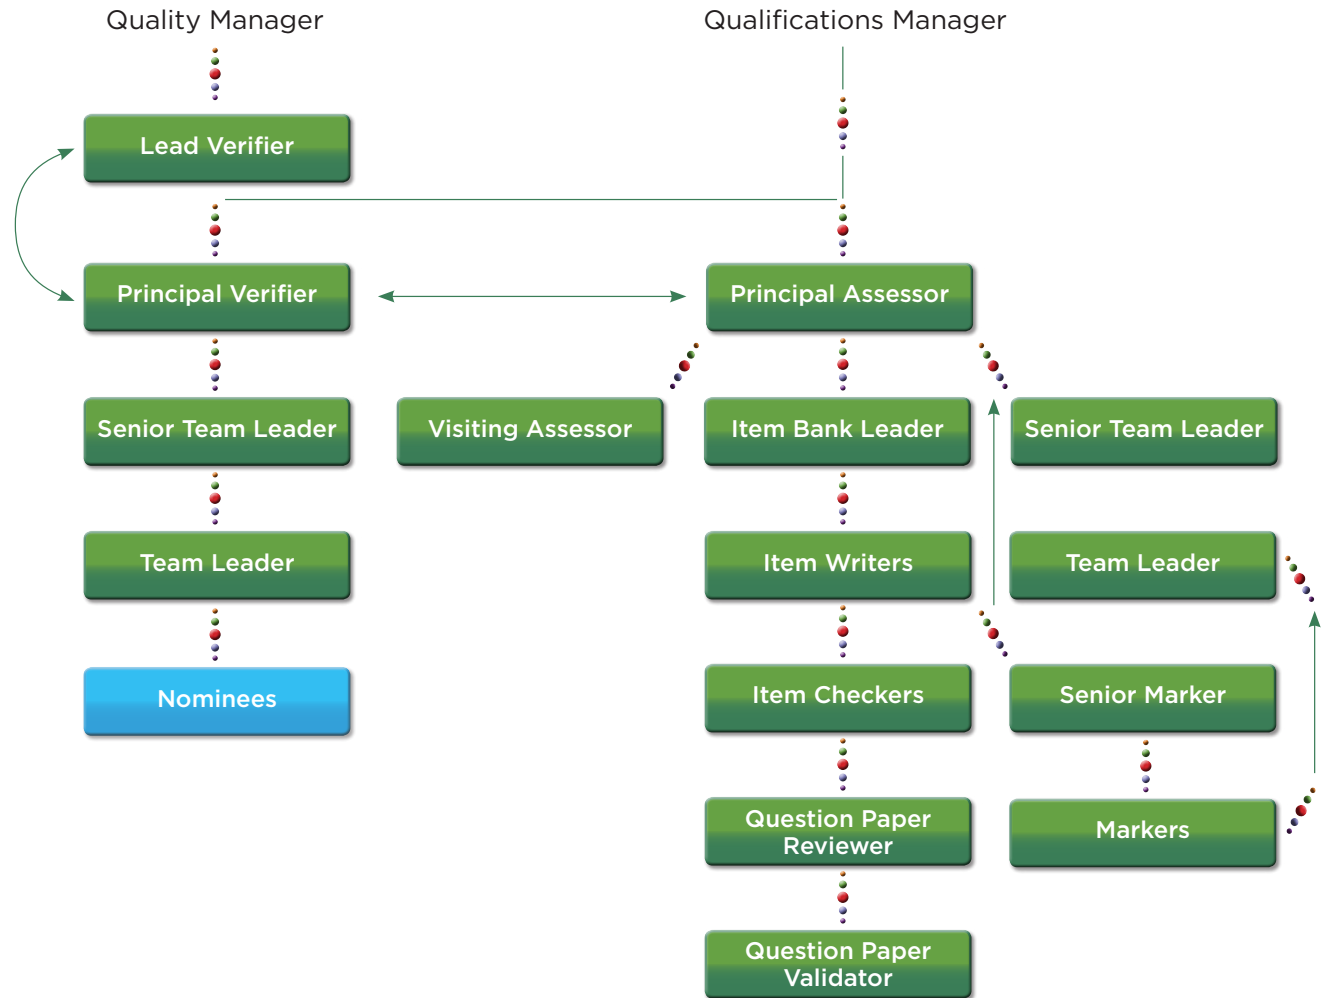 Quality Manager
Qualifications Manager
Lead Verifier
Principal Verifier
Principal Assessor
Senior Team Leader
Visiting Assessor
Item Bank Leader
Senior Team Leader
Team Leader
Item Writers
Team Leader
Nominees
Item Checkers
Senior Marker
Question Paper
Reviewer
Markers
Question Paper
Validator